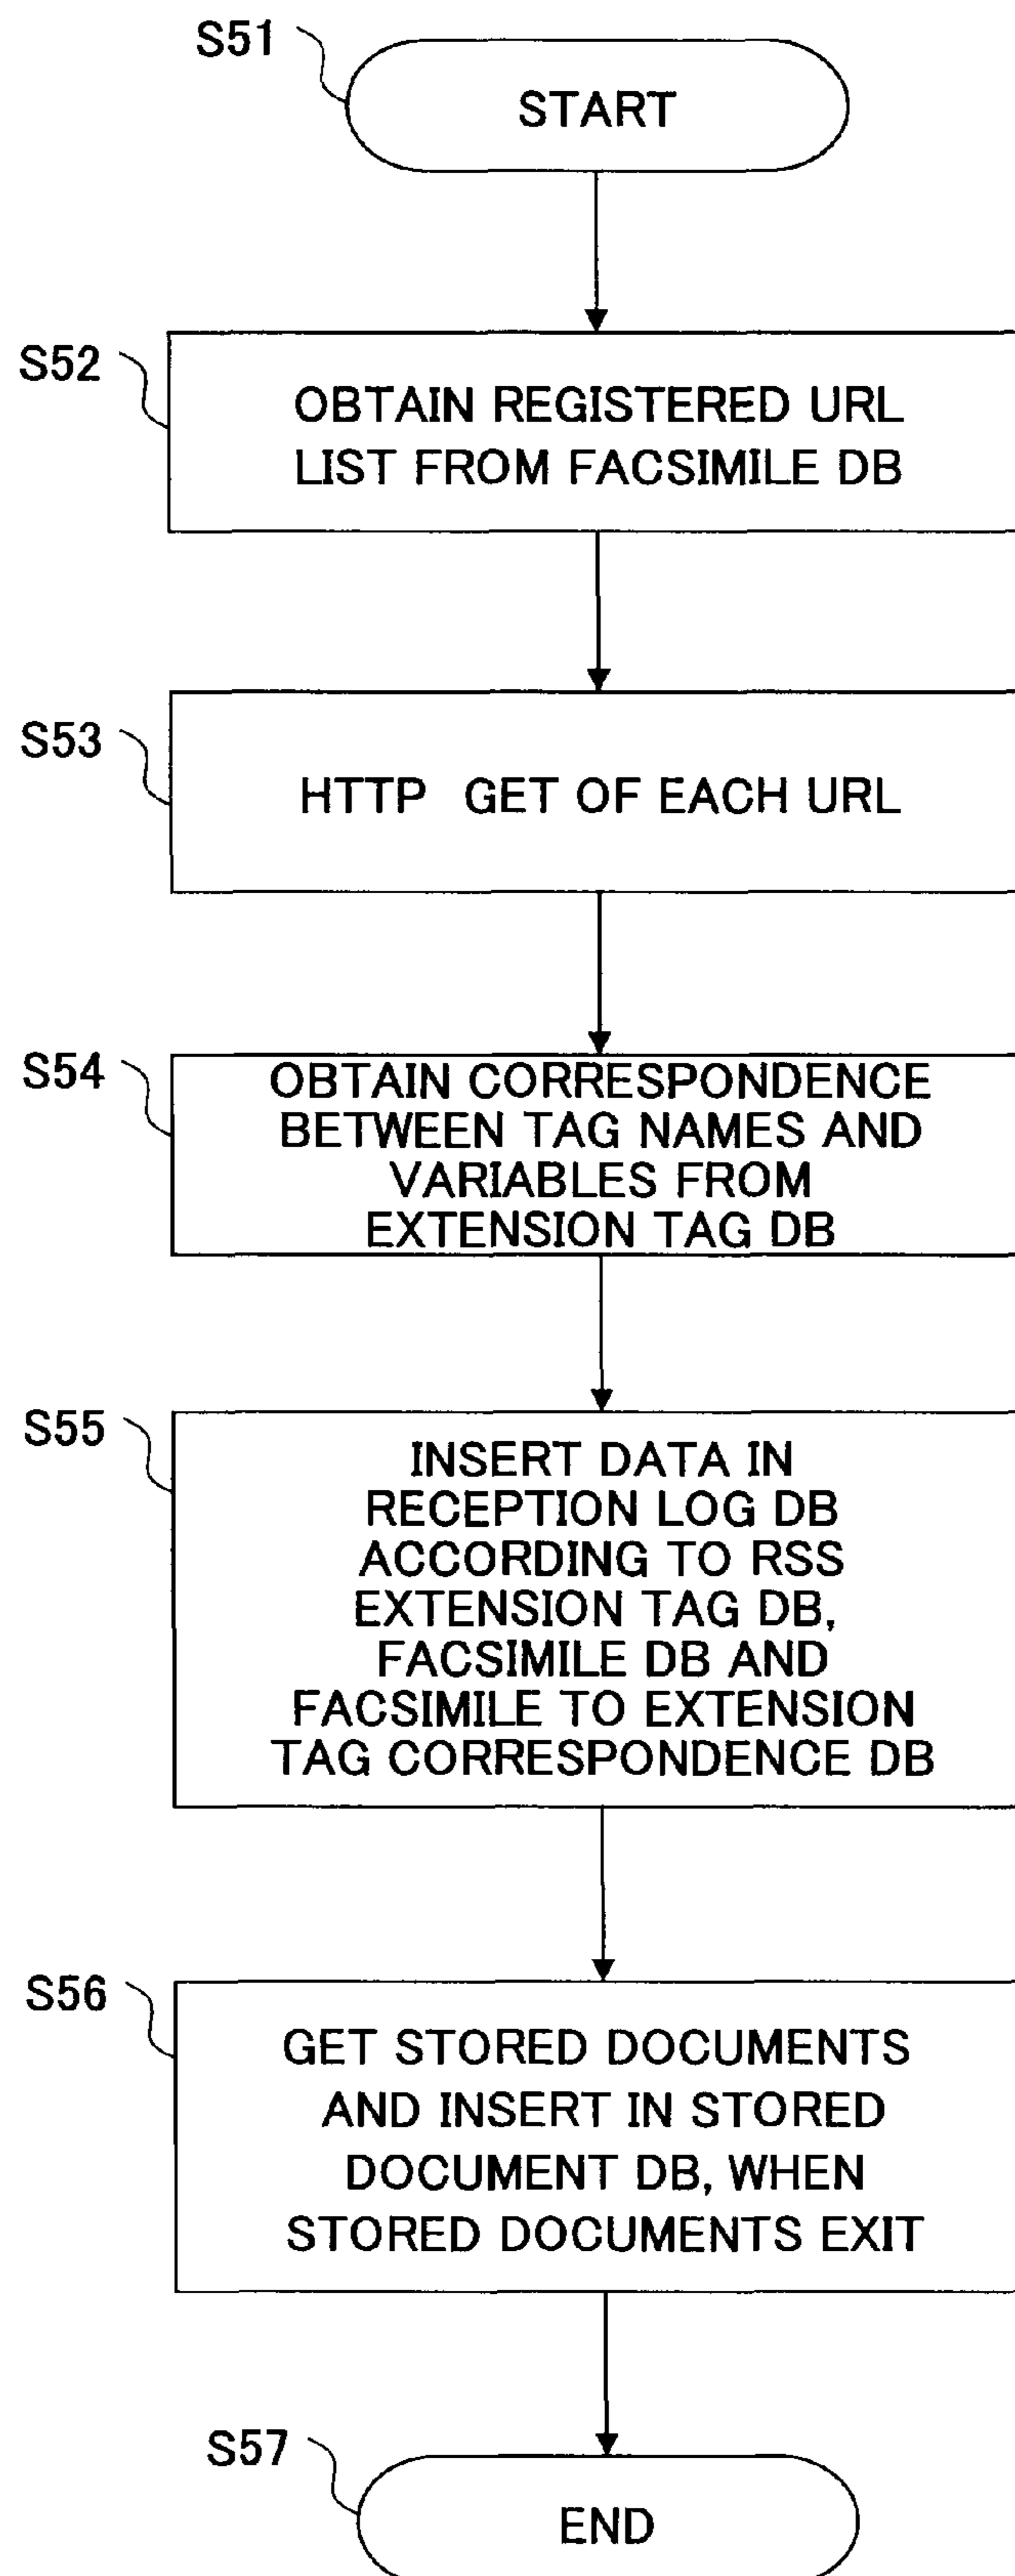 S51
START
S52
OBTAIN REGISTERED URL
LIST FROM FACSIMILE DB
S53
HTTP GET OF EACH URL
S54
OBTAIN CORRESPONDENCE
BETWEEN TAG NAMES AND
VARIABLES FROM
EXTENSION TAG DB
S55
INSERT DATA IN
RECEPTION LOG DB
ACCORDING TO RSS
EXTENSION TAG DB,
FACSIMILE DB AND
FACSIMILE TO EXTENSION
TAG CORRESPONDENCE DB
S56
GET STORED DOCUMENTS
AND INSERT IN STORED
DOCUMENT DB, WHEN
STORED DOCUMENTS EXIT
S57
END